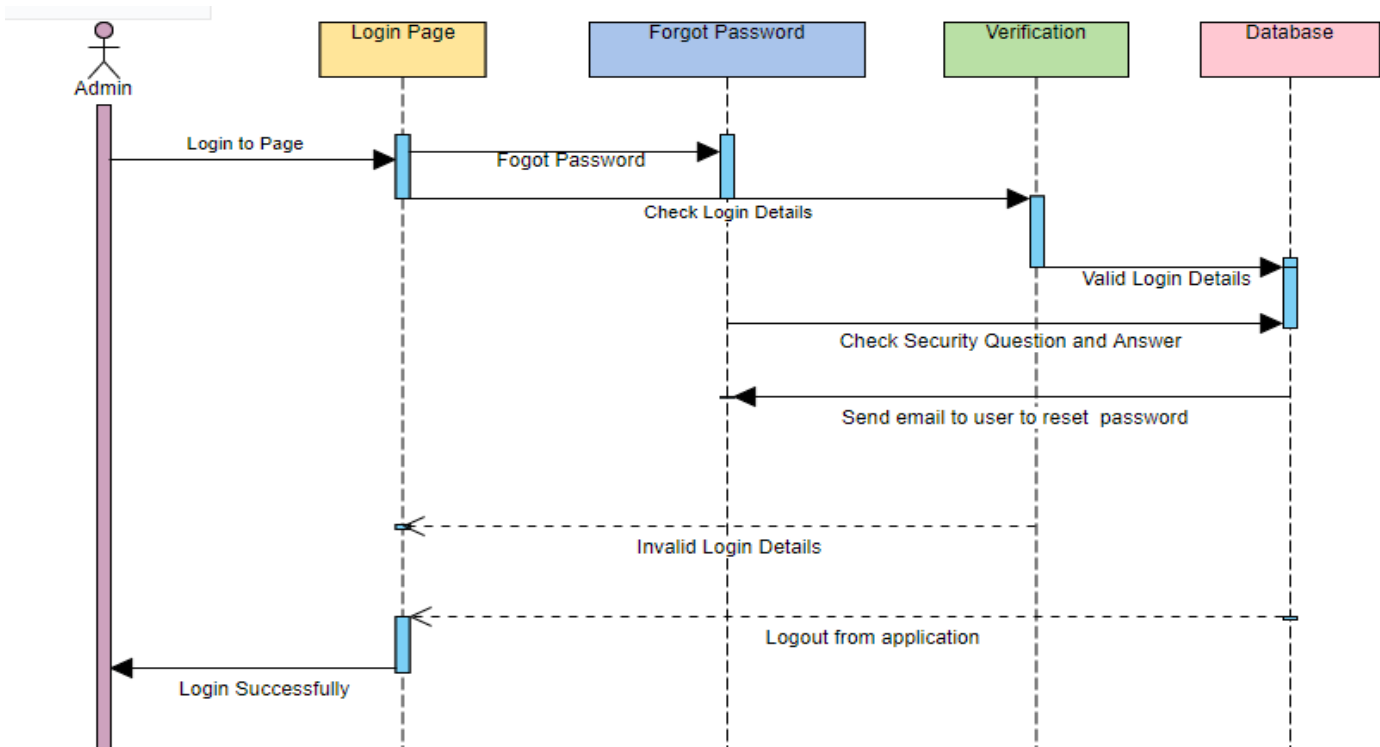 Login Page
Forgot Password
Verification
Database
Admin
Login to Page
Fogot Password
Check Login Details
Valid Login Details
Check Security Question and Answer
Send email to user to reset  password
Invalid Login Details
Logout from application
Login Successfully